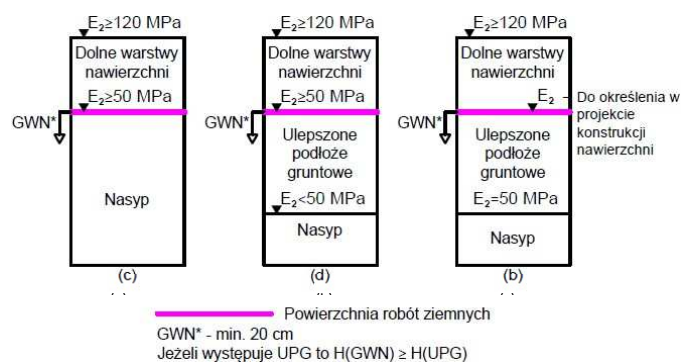 E₂≥120 MPa
Dolne warstwy
nawierzchni
E₂≥50 MPa
GWN*
Nasyp
(c)
E₂≥120 MPa
Dolne warstwy
nawierzchni
E₂≥50 MPa
GWN*
Ulepszone
podłoże
gruntowe
E₂<50 MPa
Nasyp
(d)
E₂≥120 MPa
Dolne warstwy
nawierzchni
E₂ - Do określenia w
projekcie
konstrukcji
nawierzchni
GWN*
Ulepszone
podłoże
gruntowe
E₂=50 MPa
Nasyp
(b)
Powierzchnia robót ziemnych
GWN* - min. 20 cm
Jeżeli występuje UPG to H(GWN) ≥ H(UPG)